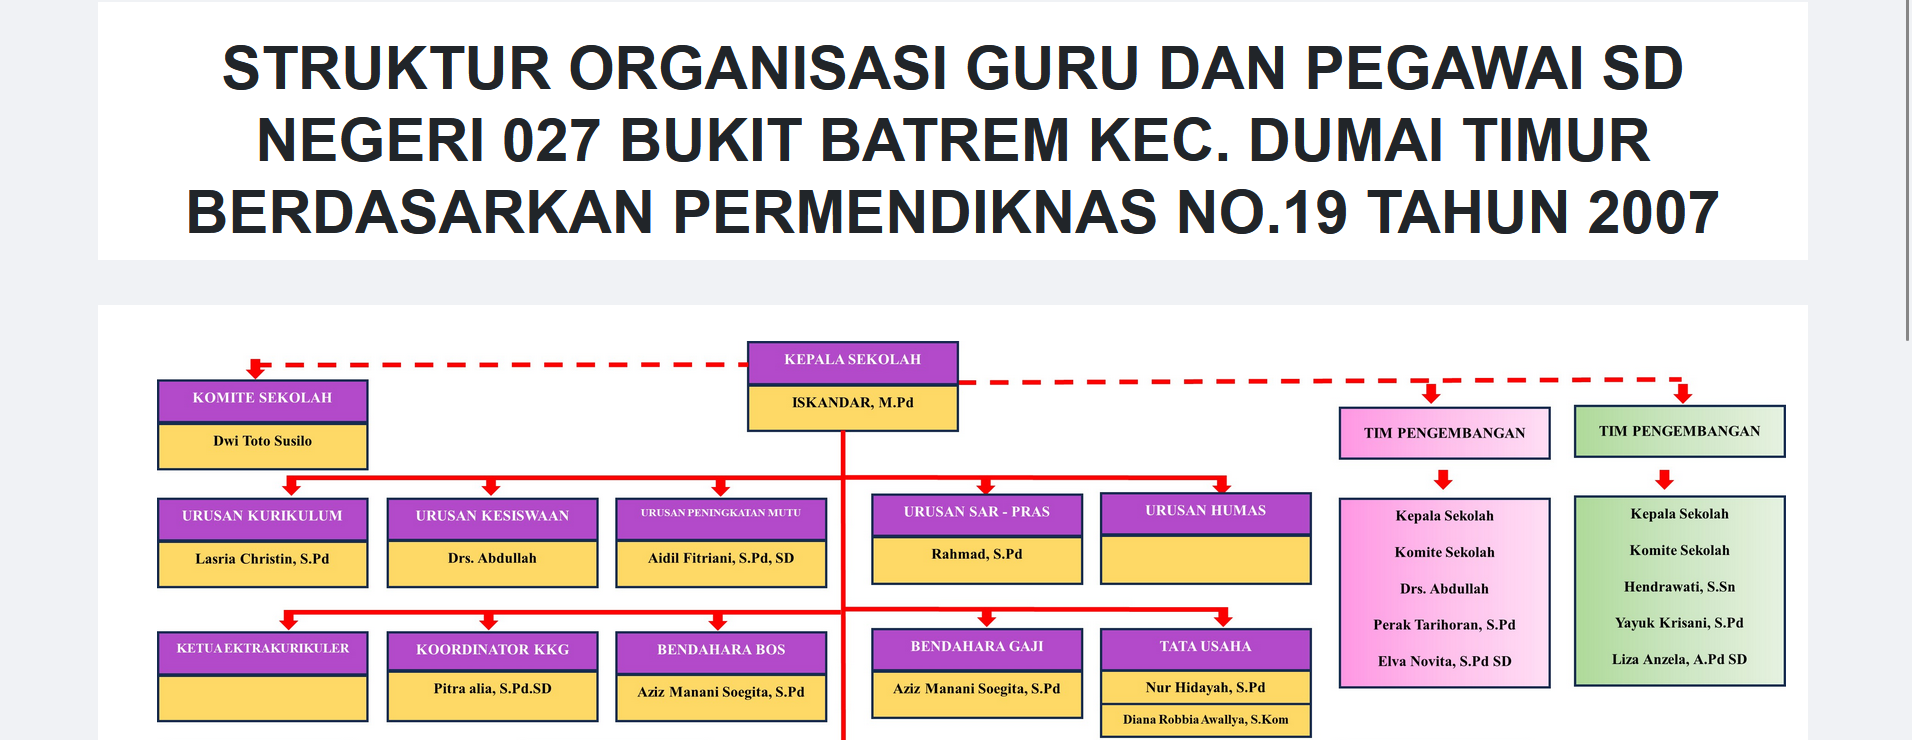 STRUKTUR ORGANISASI GURU DAN PEGAWAI SD
NEGERI 027 BUKIT BATREM KEC. DUMAI TIMUR
BERDASARKAN PERMENDIKNAS NO.19 TAHUN 2007
KEPALA SEKOLAH
ISKANDAR, M.Pd
KOMITE SEKOLAH
Dwi Toto Susilo
TIM PENGEMBANGAN
TIM PENGEMBANGAN
URUSAN KURIKULUM
Lasria Christin, S.Pd
URUSAN KESISWAAN
Drs. Abdullah
URUSAN PENINGKATAN MUTU
Aidil Fitriani, S.Pd, SD
URUSAN SAR - PRAS
Rahmad, S.Pd
URUSAN HUMAS
Kepala Sekolah
Komite Sekolah
Drs. Abdullah
Perak Tarihoran, S.Pd
Elva Novita, S.Pd SD
Kepala Sekolah
Komite Sekolah
Hendrawati, S.Sn
Yayuk Krisani, S.Pd
Liza Anzela, A.Pd SD
KETUA EKTRAKURIKULER
KOORDINATOR KKG
Pitra alia, S.Pd.SD
BENDAHARA BOS
Aziz Manani Soegita, S.Pd
BENDAHARA GAJI
Aziz Manani Soegita, S.Pd
TATA USAHA
Nur Hidayah, S.Pd
Diana Robbia Awallya, S.Kom